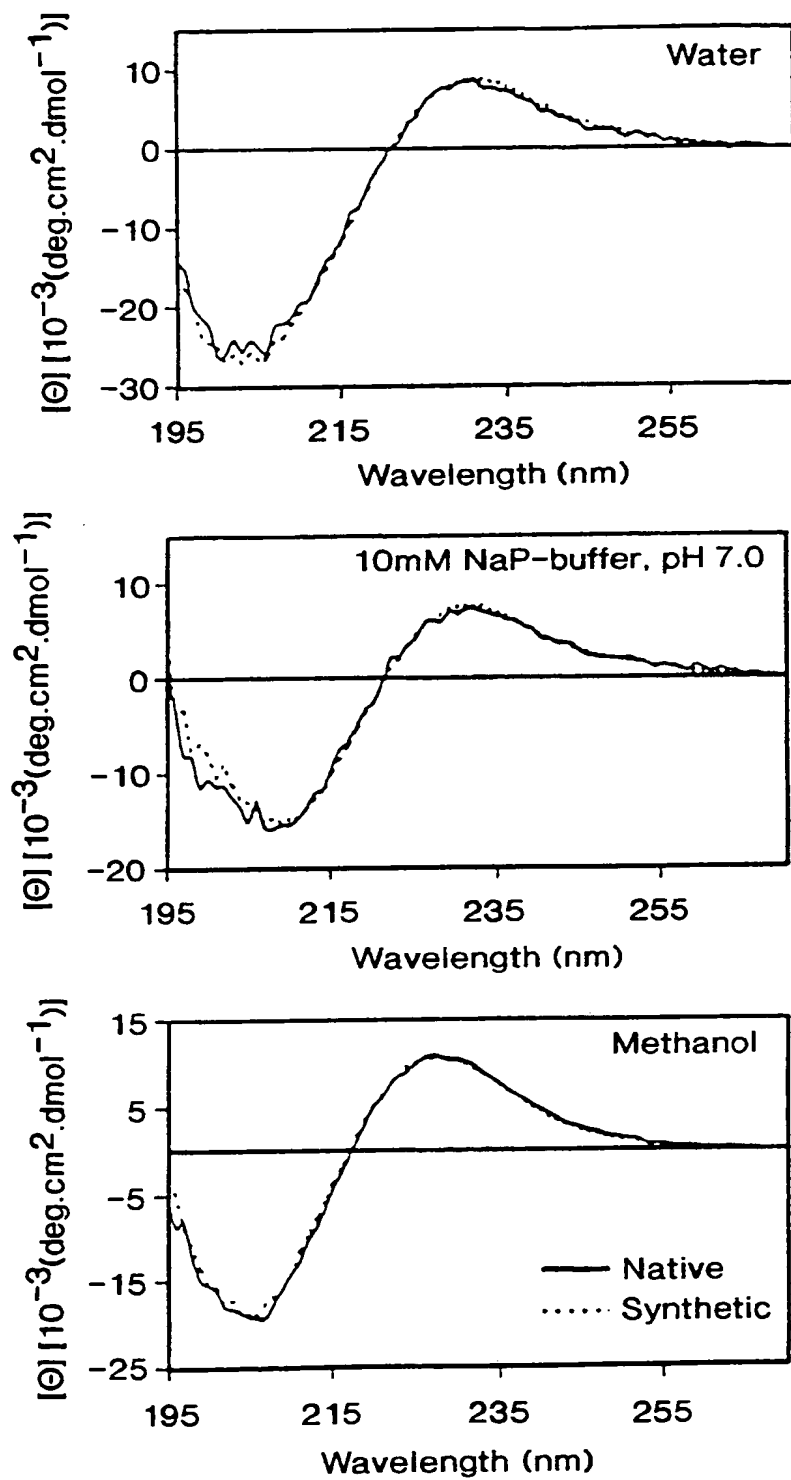 [Θ] [10⁻³(deg.cm².dmol⁻¹)]
Water
10
0
−10
−20
−30
195 215 235 255
Wavelength (nm)
[Θ] [10⁻³(deg.cm².dmol⁻¹)]
10mM NaP-buffer, pH 7.0
10
0
−10
−20
195 215 235 255
Wavelength (nm)
[Θ] [10⁻³(deg.cm².dmol⁻¹)]
Methanol
15
5
−5
−15
−25
Native
Synthetic
195 215 235 255
Wavelength (nm)